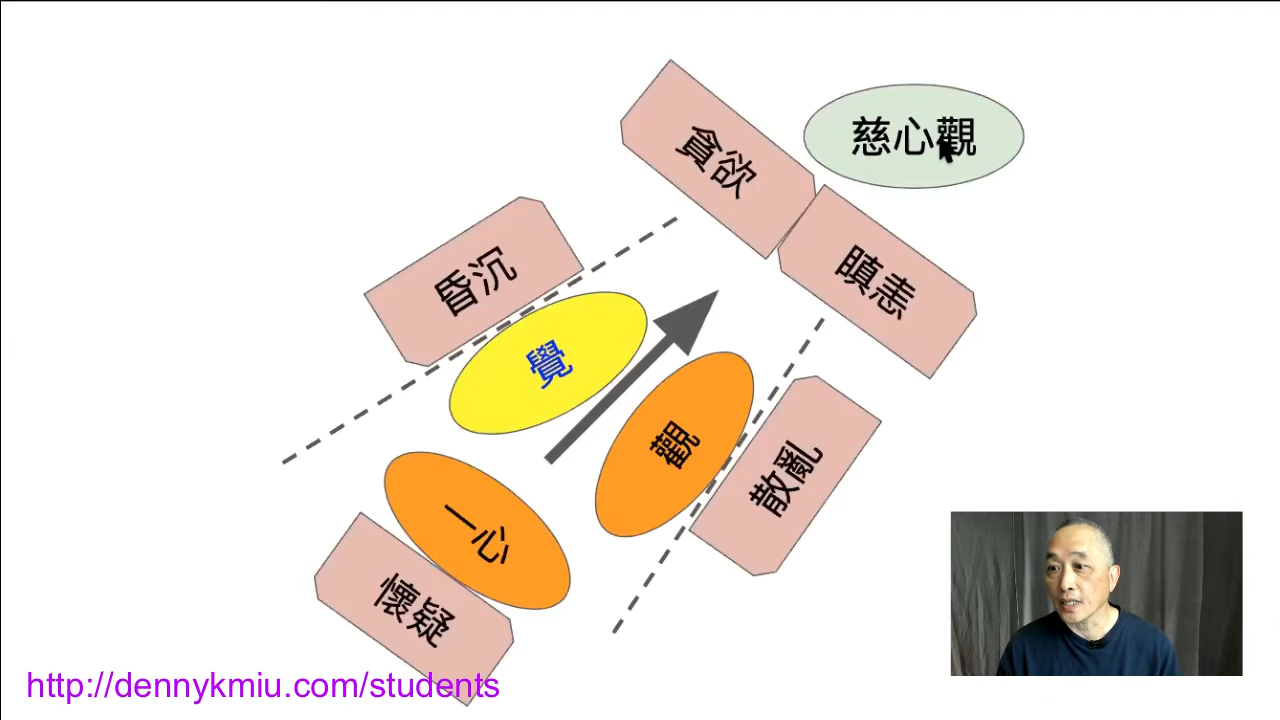 慈心觀
貪欲
瞋恚
昏沉
覺
觀
散亂
一心
懷疑
http://dennykmiu.com/students